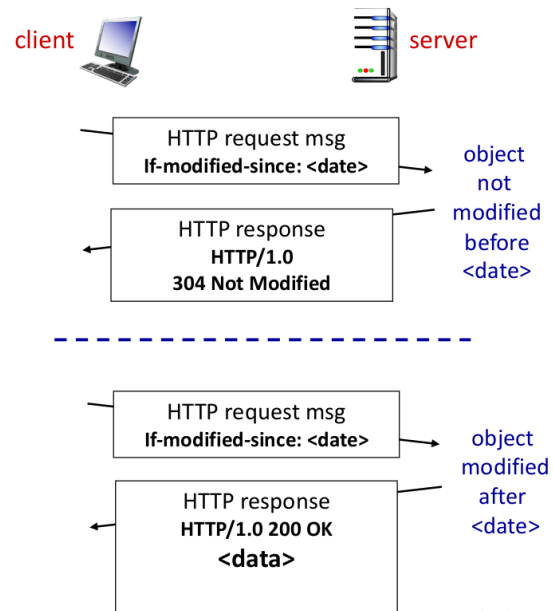 client
server
HTTP request msg
If-modified-since: <date>
object
not
modified
before
<date>
HTTP response
HTTP/1.0
304 Not Modified
HTTP request msg
If-modified-since: <date>
object
modified
after
<date>
HTTP response
HTTP/1.0 200 OK
<data>